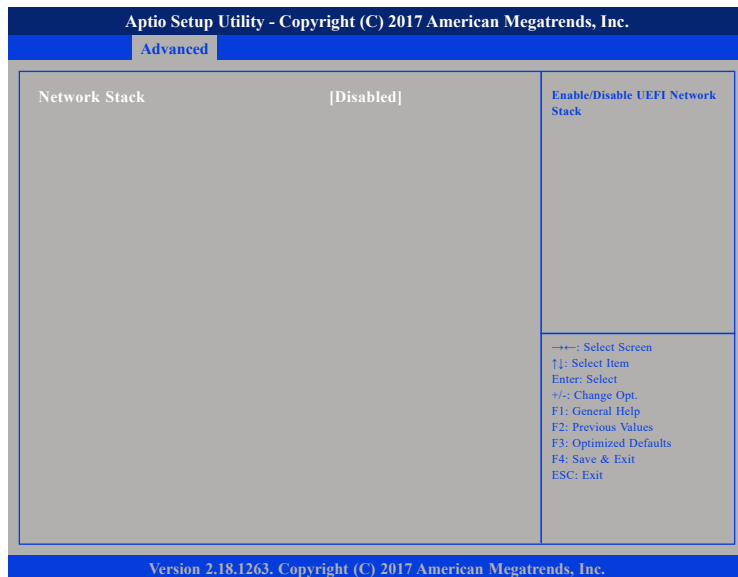 Aptio Setup Utility - Copyright (C) 2017 American Megatrends, Inc.
Advanced
Network Stack [Disabled]
Enable/Disable UEFI Network
Stack
→←: Select Screen
↑↓: Select Item
Enter: Select
+/-: Change Opt.
F1: General Help
F2: Previous Values
F3: Optimized Defaults
F4: Save & Exit
ESC: Exit
Version 2.18.1263. Copyright (C) 2017 American Megatrends, Inc.